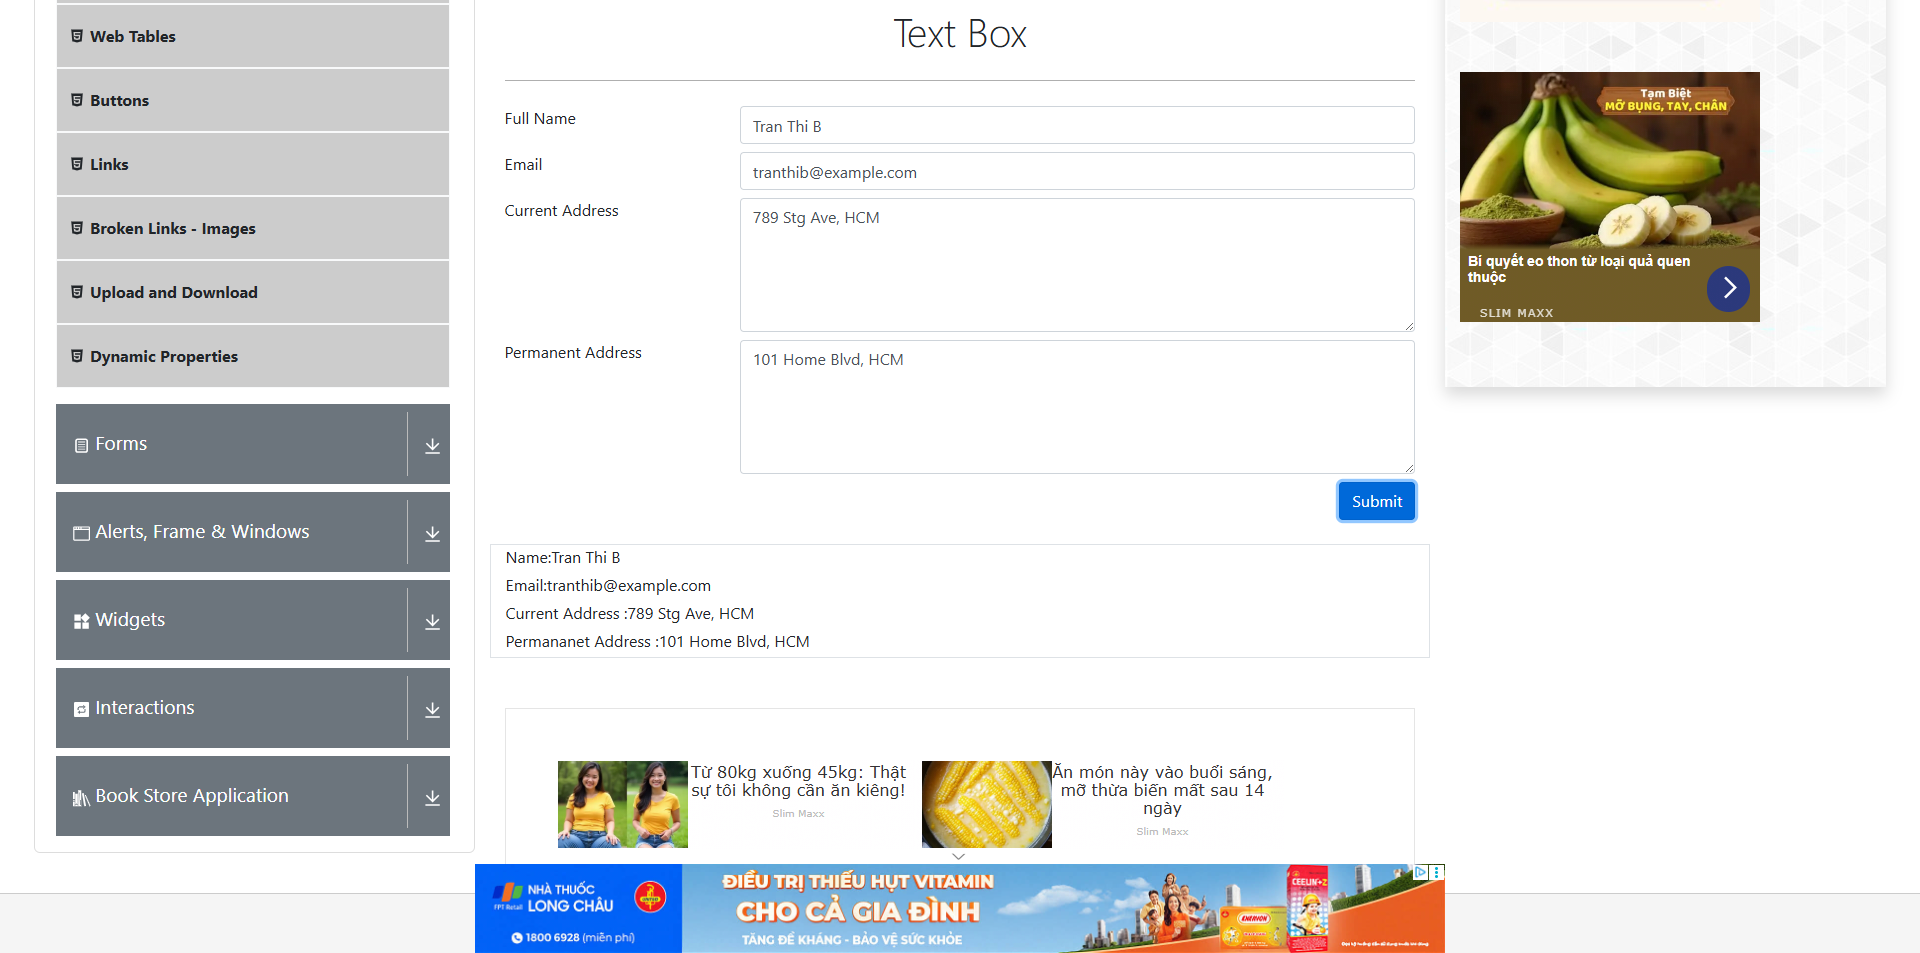 Web Tables
Buttons
Links
Broken Links - Images
Upload and Download
Dynamic Properties
Forms
Alerts, Frame & Windows
Widgets
Interactions
Book Store Application
Text Box
Full Name
Tran Thi B
Email
tranthib@example.com
Current Address
789 Stg Ave, HCM
Permanent Address
101 Home Blvd, HCM
Submit
Name:Tran Thi B
Email:tranthib@example.com
Current Address :789 Stg Ave, HCM
Permananet Address :101 Home Blvd, HCM
Từ 80kg xuống 45kg: Thật
sự tôi không cần ăn kiêng!
Slim Maxx
Ăn món này vào buổi sáng,
mỡ thừa biến mất sau 14
ngày
Slim Maxx
Tạm Biệt
MỠ BỤNG, TAY, CHÂN
Bí quyết eo thon từ loại quả quen
thuộc
SLIM MAXX
FPT Retail
NHÀ THUỐC
LONG CHÂU
1800 6928 (miễn phí)
ĐIỀU TRỊ THIẾU HỤT VITAMIN
CHO CẢ GIA ĐÌNH
TĂNG ĐỀ KHÁNG - BẢO VỆ SỨC KHỎE
ENERVON
CEELIN+Z